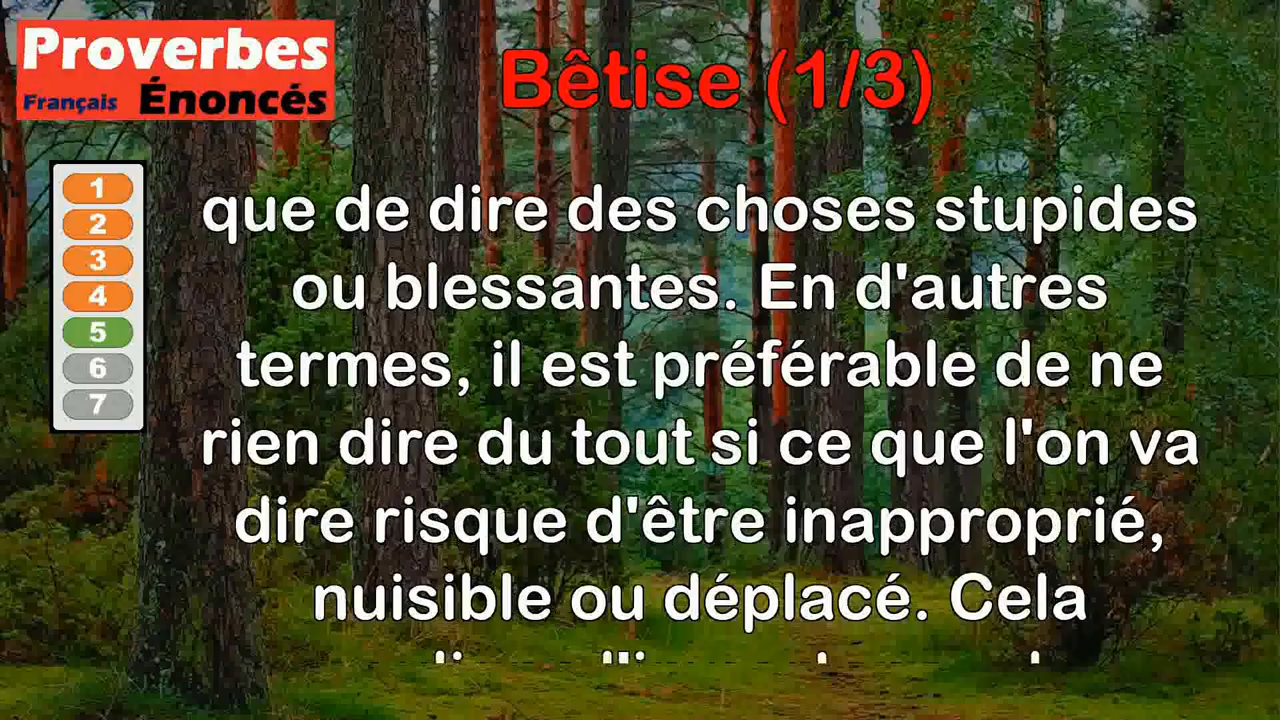 Proverbes
Français Énoncés
Bêtise (1/3)
1
2
3
4
5
6
7
que de dire des choses stupides
ou blessantes. En d'autres
termes, il est préférable de ne
rien dire du tout si ce que l'on va
dire risque d'être inapproprié,
nuisible ou déplacé. Cela